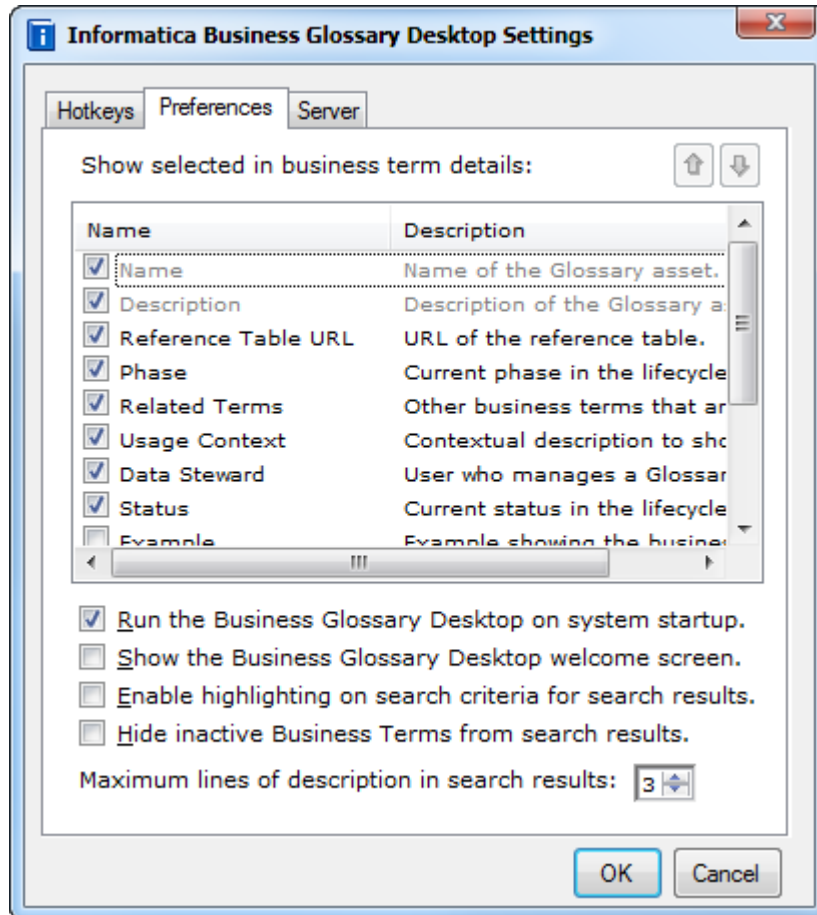 Informatica Business Glossary Desktop Settings
Hotkeys Preferences Server
Show selected in business term details:
Name Description
Name Name of the Glossary asset.
Description Description of the Glossary a
Reference Table URL URL of the reference table.
Phase Current phase in the lifecycle
Related Terms Other business terms that ar
Usage Context Contextual description to sho
Data Steward User who manages a Glossar
Status Current status in the lifecycle
Example Example showing the busines
Run the Business Glossary Desktop on system startup.
Show the Business Glossary Desktop welcome screen.
Enable highlighting on search criteria for search results.
Hide inactive Business Terms from search results.
Maximum lines of description in search results: 3
OK Cancel